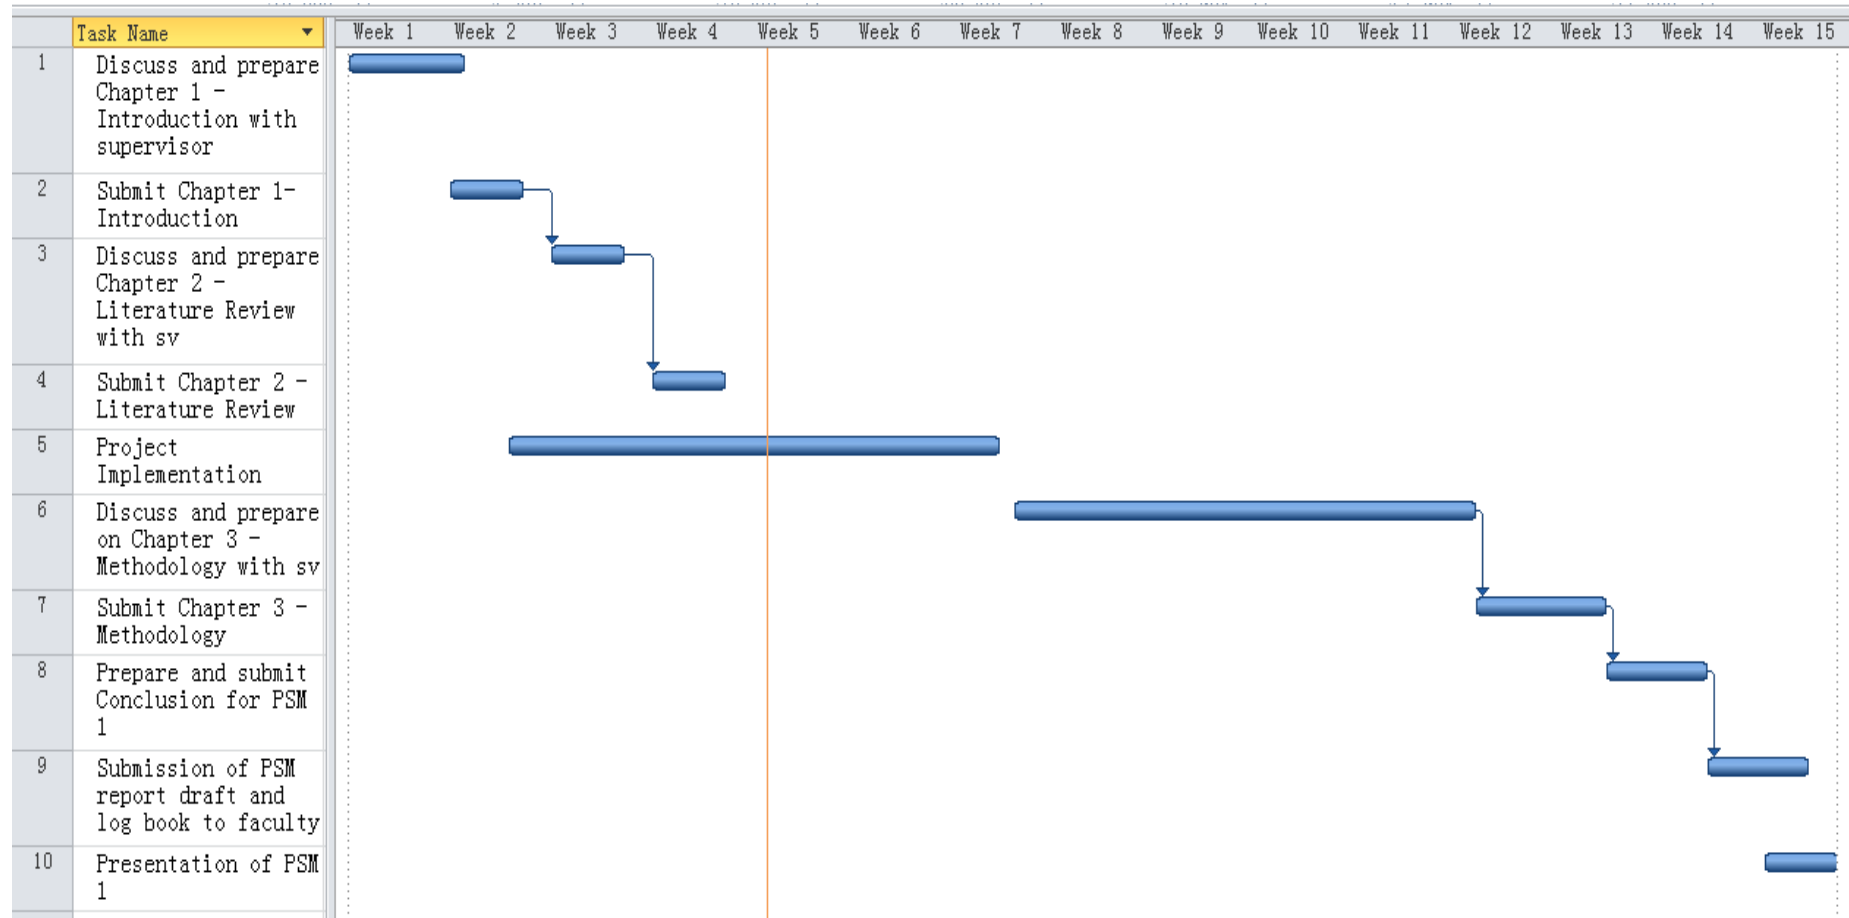 Task Name
Week 1 Week 2 Week 3 Week 4 Week 5 Week 6 Week 7 Week 8 Week 9 Week 10 Week 11 Week 12 Week 13 Week 14 Week 15
1
Discuss and prepare
Chapter 1 -
Introduction with
supervisor
2
Submit Chapter 1-
Introduction
3
Discuss and prepare
Chapter 2 -
Literature Review
with sv
4
Submit Chapter 2 -
Literature Review
5
Project
Implementation
6
Discuss and prepare
on Chapter 3 -
Methodology with sv
7
Submit Chapter 3 -
Methodology
8
Prepare and submit
Conclusion for PSM
1
9
Submission of PSM
report draft and
log book to faculty
10
Presentation of PSM
1